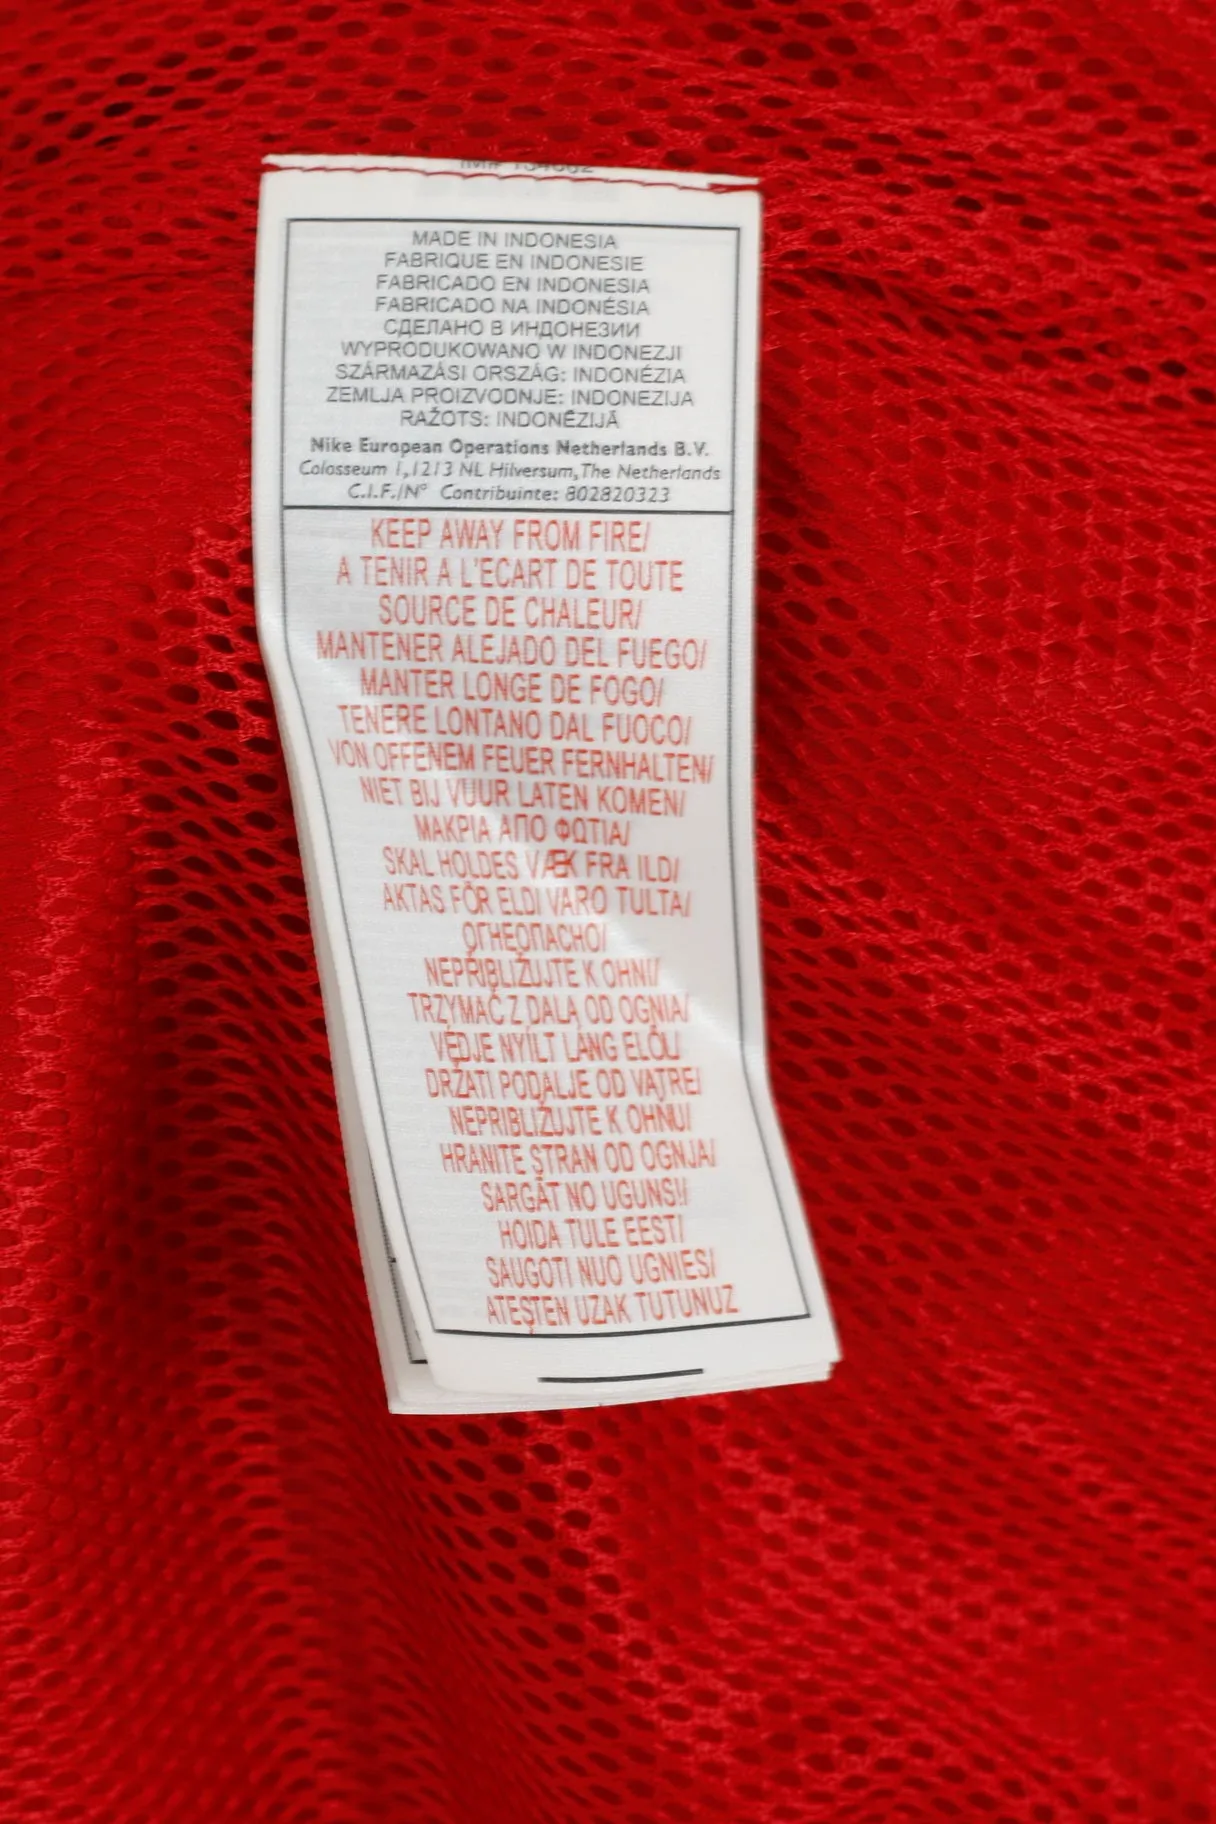 MADE IN INDONESIA
FABRIQUE EN INDONESIE
FABRICADO EN INDONESIA
FABRICADO NA INDONÉSIA
СДЕЛАНО В ИНДОНЕЗИИ
WYPRODUKOWANO W INDONEZJI
SZÁRMAZÁSI ORSZÁG: INDONÉZIA
ZEMLJA PROIZVODNJE: INDONEZIJA
RAŽOTS: INDONĒZIJĀ
Nike European Operations Netherlands B.V.
Colosseum 1,1213 NL Hilversum,The Netherlands
C.I.F./N° Contribuinte: 802820323
KEEP AWAY FROM FIRE/
A TENIR A L'ECART DE TOUTE
SOURCE DE CHALEUR/
MANTENER ALEJADO DEL FUEGO/
MANTER LONGE DE FOGO/
TENERE LONTANO DAL FUOCO/
VON OFFENEM FEUER FERNHALTEN/
NIET BIJ VUUR LATEN KOMEN/
ΜΑΚΡΙΑ ΑΠΟ ΦΩΤΙΑ/
SKAL HOLDES VÆK FRA ILD/
AKTAS FÖR ELDI VARO TULTA/
ОГНЕОПАСНО/
NEPŘIBLIŽUJTE K OHNI/
TRZYMAĆ Z DALA OD OGNIA/
VÉDJE NYÍLT LÁNG ELŐL/
DRŽATI PODALJE OD VATRE/
NEPRIBLIŽUJTE K OHNU/
HRANITE STRAN OD OGNJA/
SARGĀT NO UGUNS!/
HOIDA TULE EEST/
SAUGOTI NUO UGNIES/
ATEŞTEN UZAK TUTUNUZ